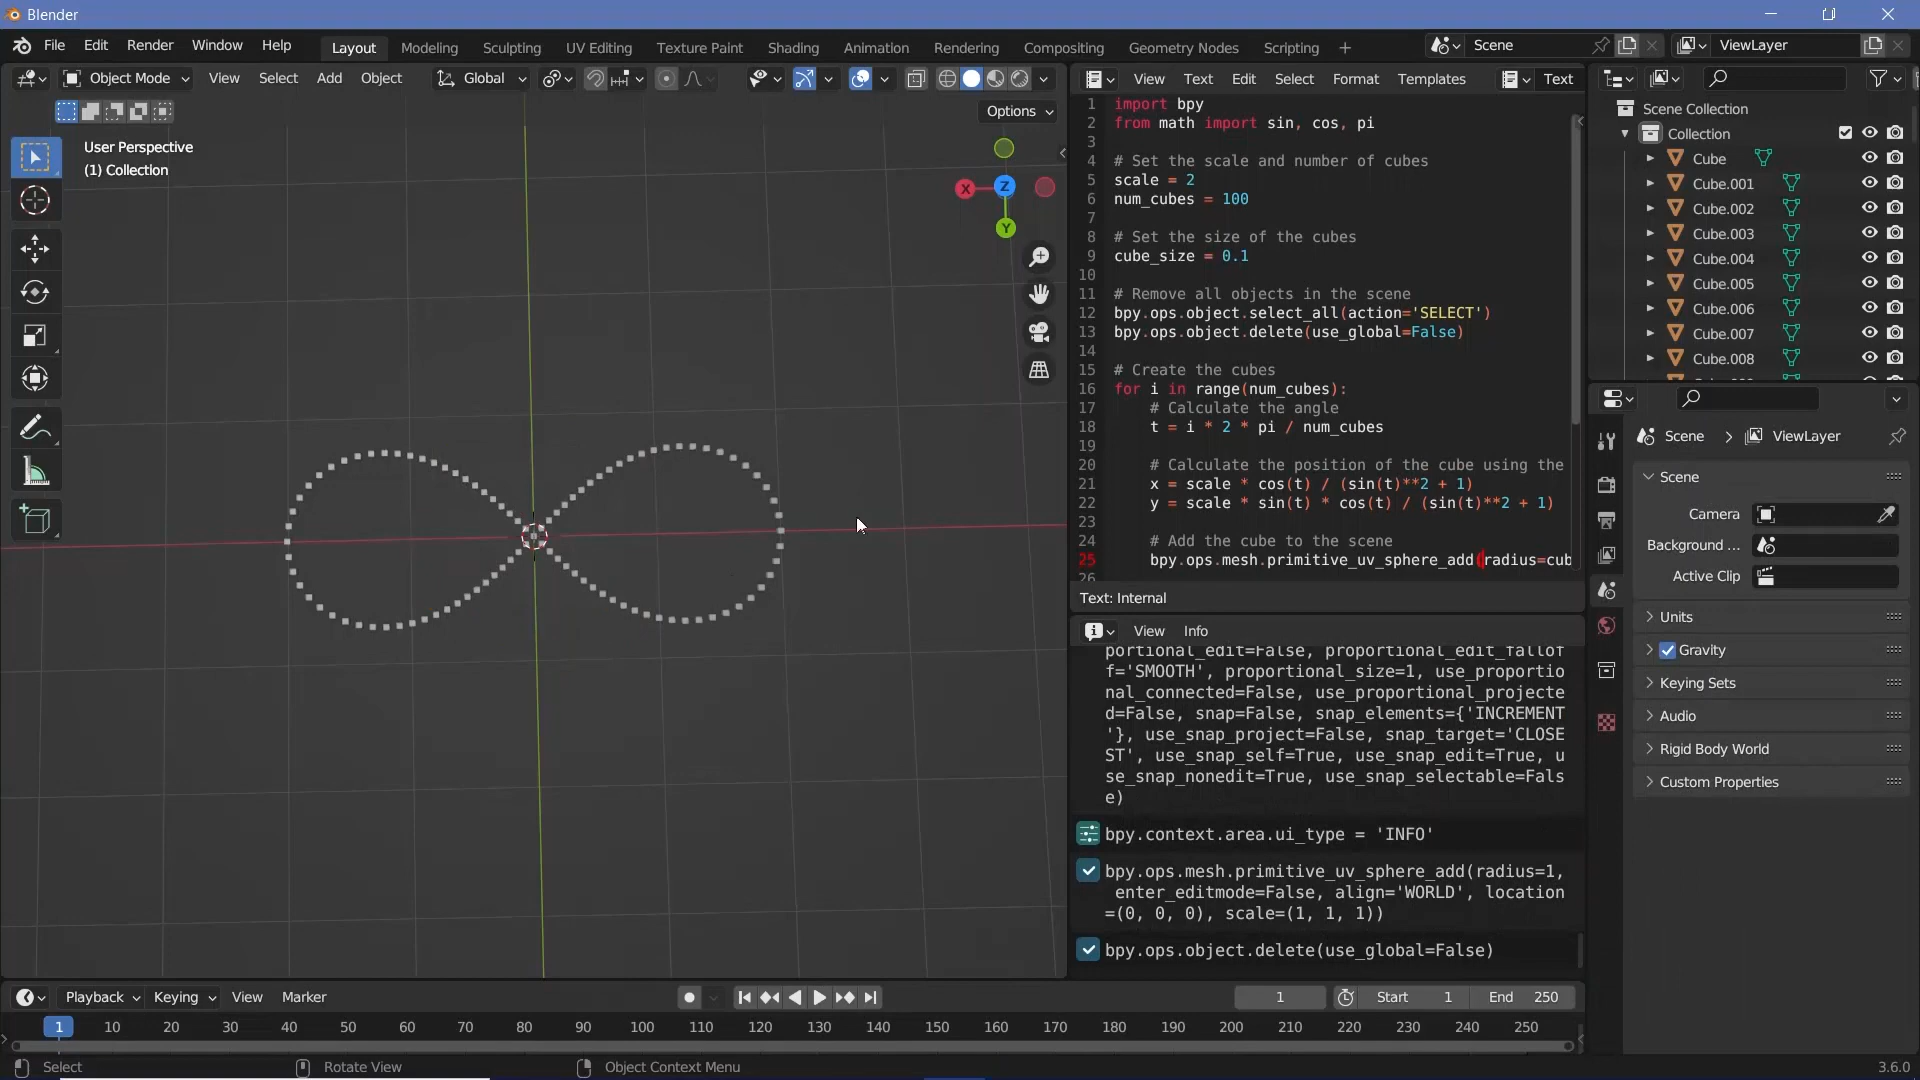 Blender
File Edit Render Window Help
Layout Modeling Sculpting UV Editing Texture Paint Shading Animation Rendering Compositing Geometry Nodes Scripting +
Scene
ViewLayer
Object Mode View Select Add Object Global
Options
User Perspective
(1) Collection
X Z
Y
View Text Edit Select Format Templates Text
1 import bpy
2 from math import sin, cos, pi
3
4 # Set the scale and number of cubes
5 scale = 2
6 num_cubes = 100
7
8 # Set the size of the cubes
9 cube_size = 0.1
10
11 # Remove all objects in the scene
12 bpy.ops.object.select_all(action='SELECT')
13 bpy.ops.object.delete(use_global=False)
14
15 # Create the cubes
16 for i in range(num_cubes):
17 # Calculate the angle
18 t = i * 2 * pi / num_cubes
19
20 # Calculate the position of the cube using the
21 x = scale * cos(t) / (sin(t)**2 + 1)
22 y = scale * sin(t) * cos(t) / (sin(t)**2 + 1)
23
24 # Add the cube to the scene
25 bpy.ops.mesh.primitive_uv_sphere_add(radius=cub
26
Text: Internal
View Info
portional_edit=False, proportional_edit_fallof
f='SMOOTH', proportional_size=1, use_proportio
nal_connected=False, use_proportional_projecte
d=False, snap=False, snap_elements={'INCREMENT
'}, use_snap_project=False, snap_target='CLOSE
ST', use_snap_self=True, use_snap_edit=True, u
se_snap_nonedit=True, use_snap_selectable=Fals
e)
bpy.context.area.ui_type = 'INFO'
bpy.ops.mesh.primitive_uv_sphere_add(radius=1,
enter_editmode=False, align='WORLD', location
=(0, 0, 0), scale=(1, 1, 1))
bpy.ops.object.delete(use_global=False)
Scene Collection
Collection
Cube
Cube.001
Cube.002
Cube.003
Cube.004
Cube.005
Cube.006
Cube.007
Cube.008
Scene > ViewLayer
Scene
Camera
Background ...
Active Clip
Units
Gravity
Keying Sets
Audio
Rigid Body World
Custom Properties
Playback Keying View Marker
1 Start 1 End 250
1 10 20 30 40 50 60 70 80 90 100 110 120 130 140 150 160 170 180 190 200 210 220 230 240 250
Select Rotate View Object Context Menu 3.6.0